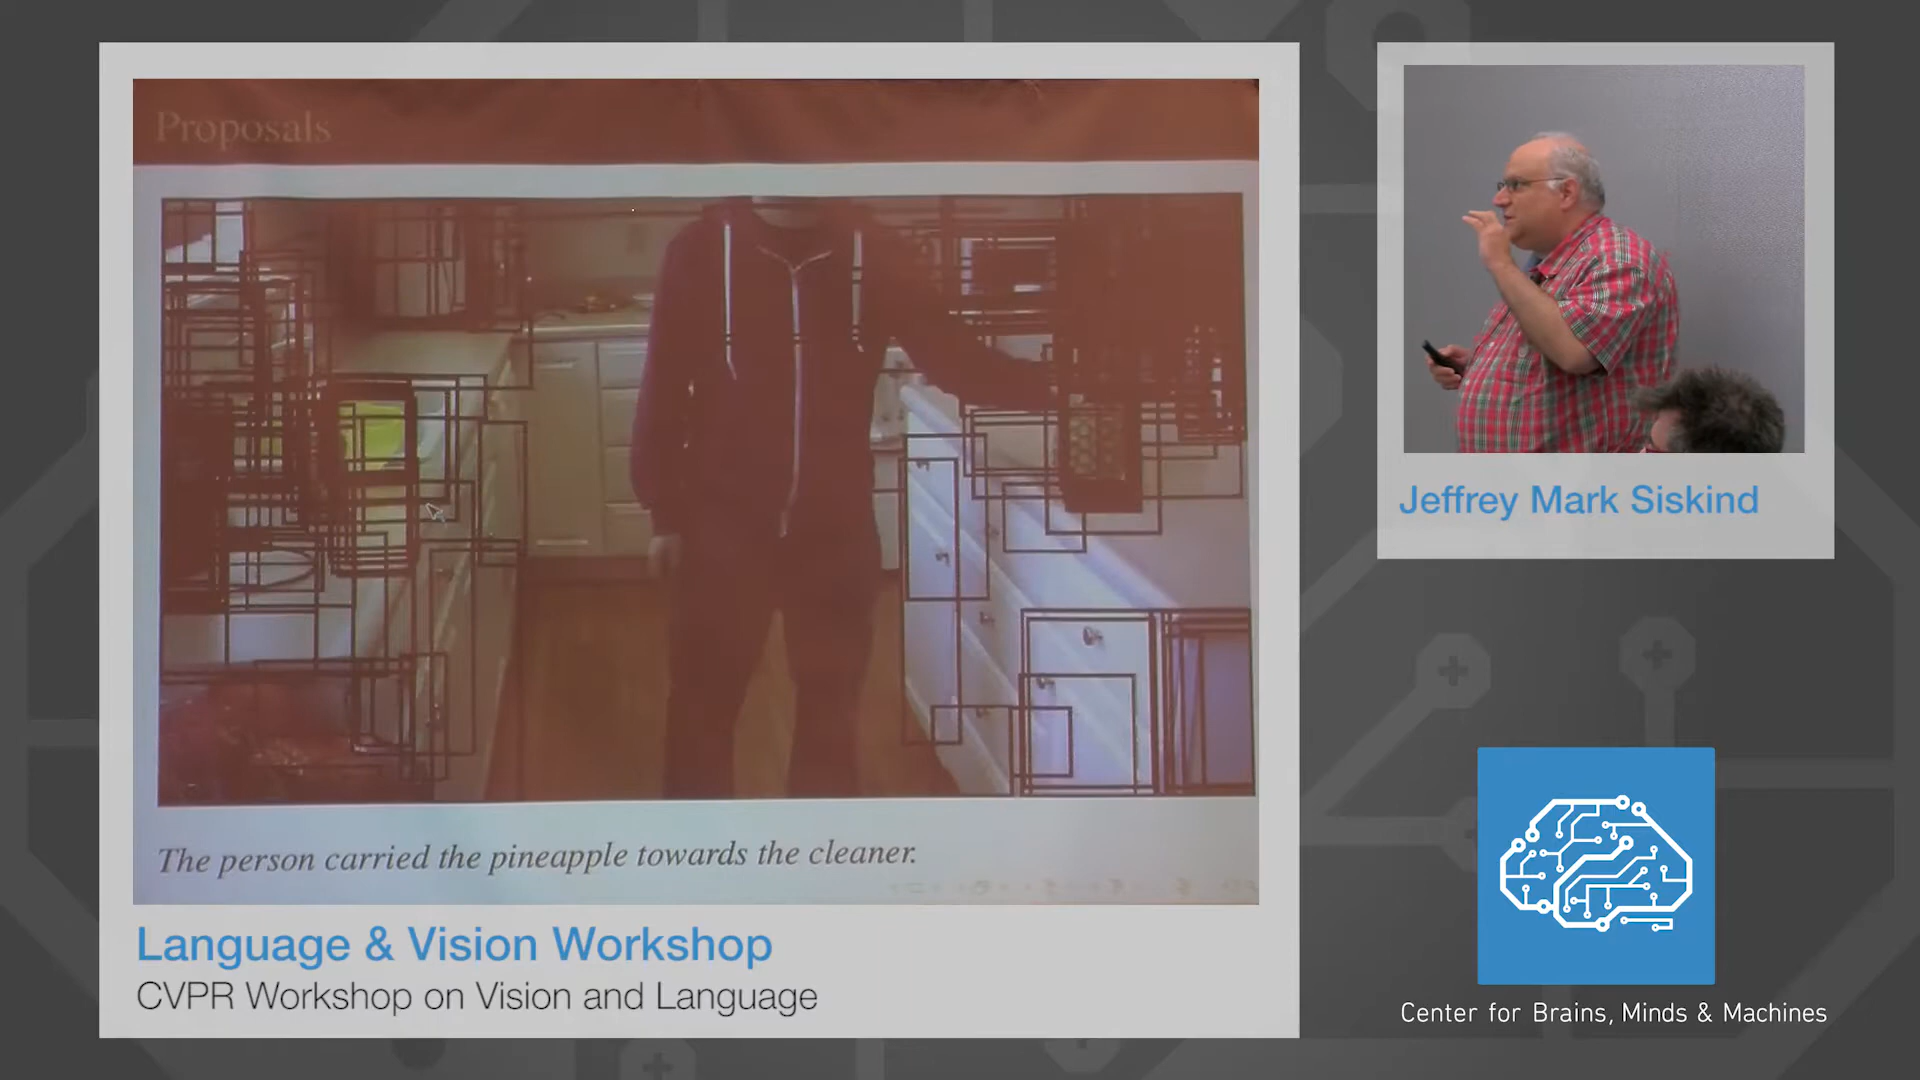 Proposals
The person carried the pineapple towards the cleaner.
Language & Vision Workshop
CVPR Workshop on Vision and Language
Jeffrey Mark Siskind
Center for Brains, Minds & Machines